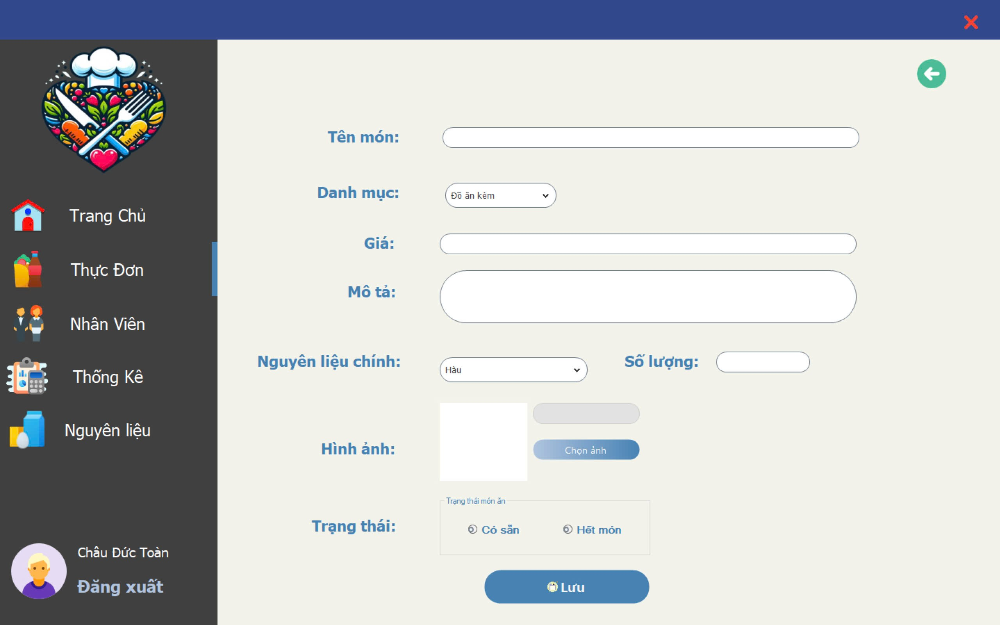 Trang Chủ
Thực Đơn
Nhân Viên
Thống Kê
Nguyên liệu
Châu Đức Toàn
Đăng xuất
Tên món:
Danh mục:
Đồ ăn kèm
Giá:
Mô tả:
Nguyên liệu chính:
Hàu
Số lượng:
Hình ảnh:
Chọn ảnh
Trạng thái:
Trạng thái món ăn
Có sẵn
Hết món
Lưu